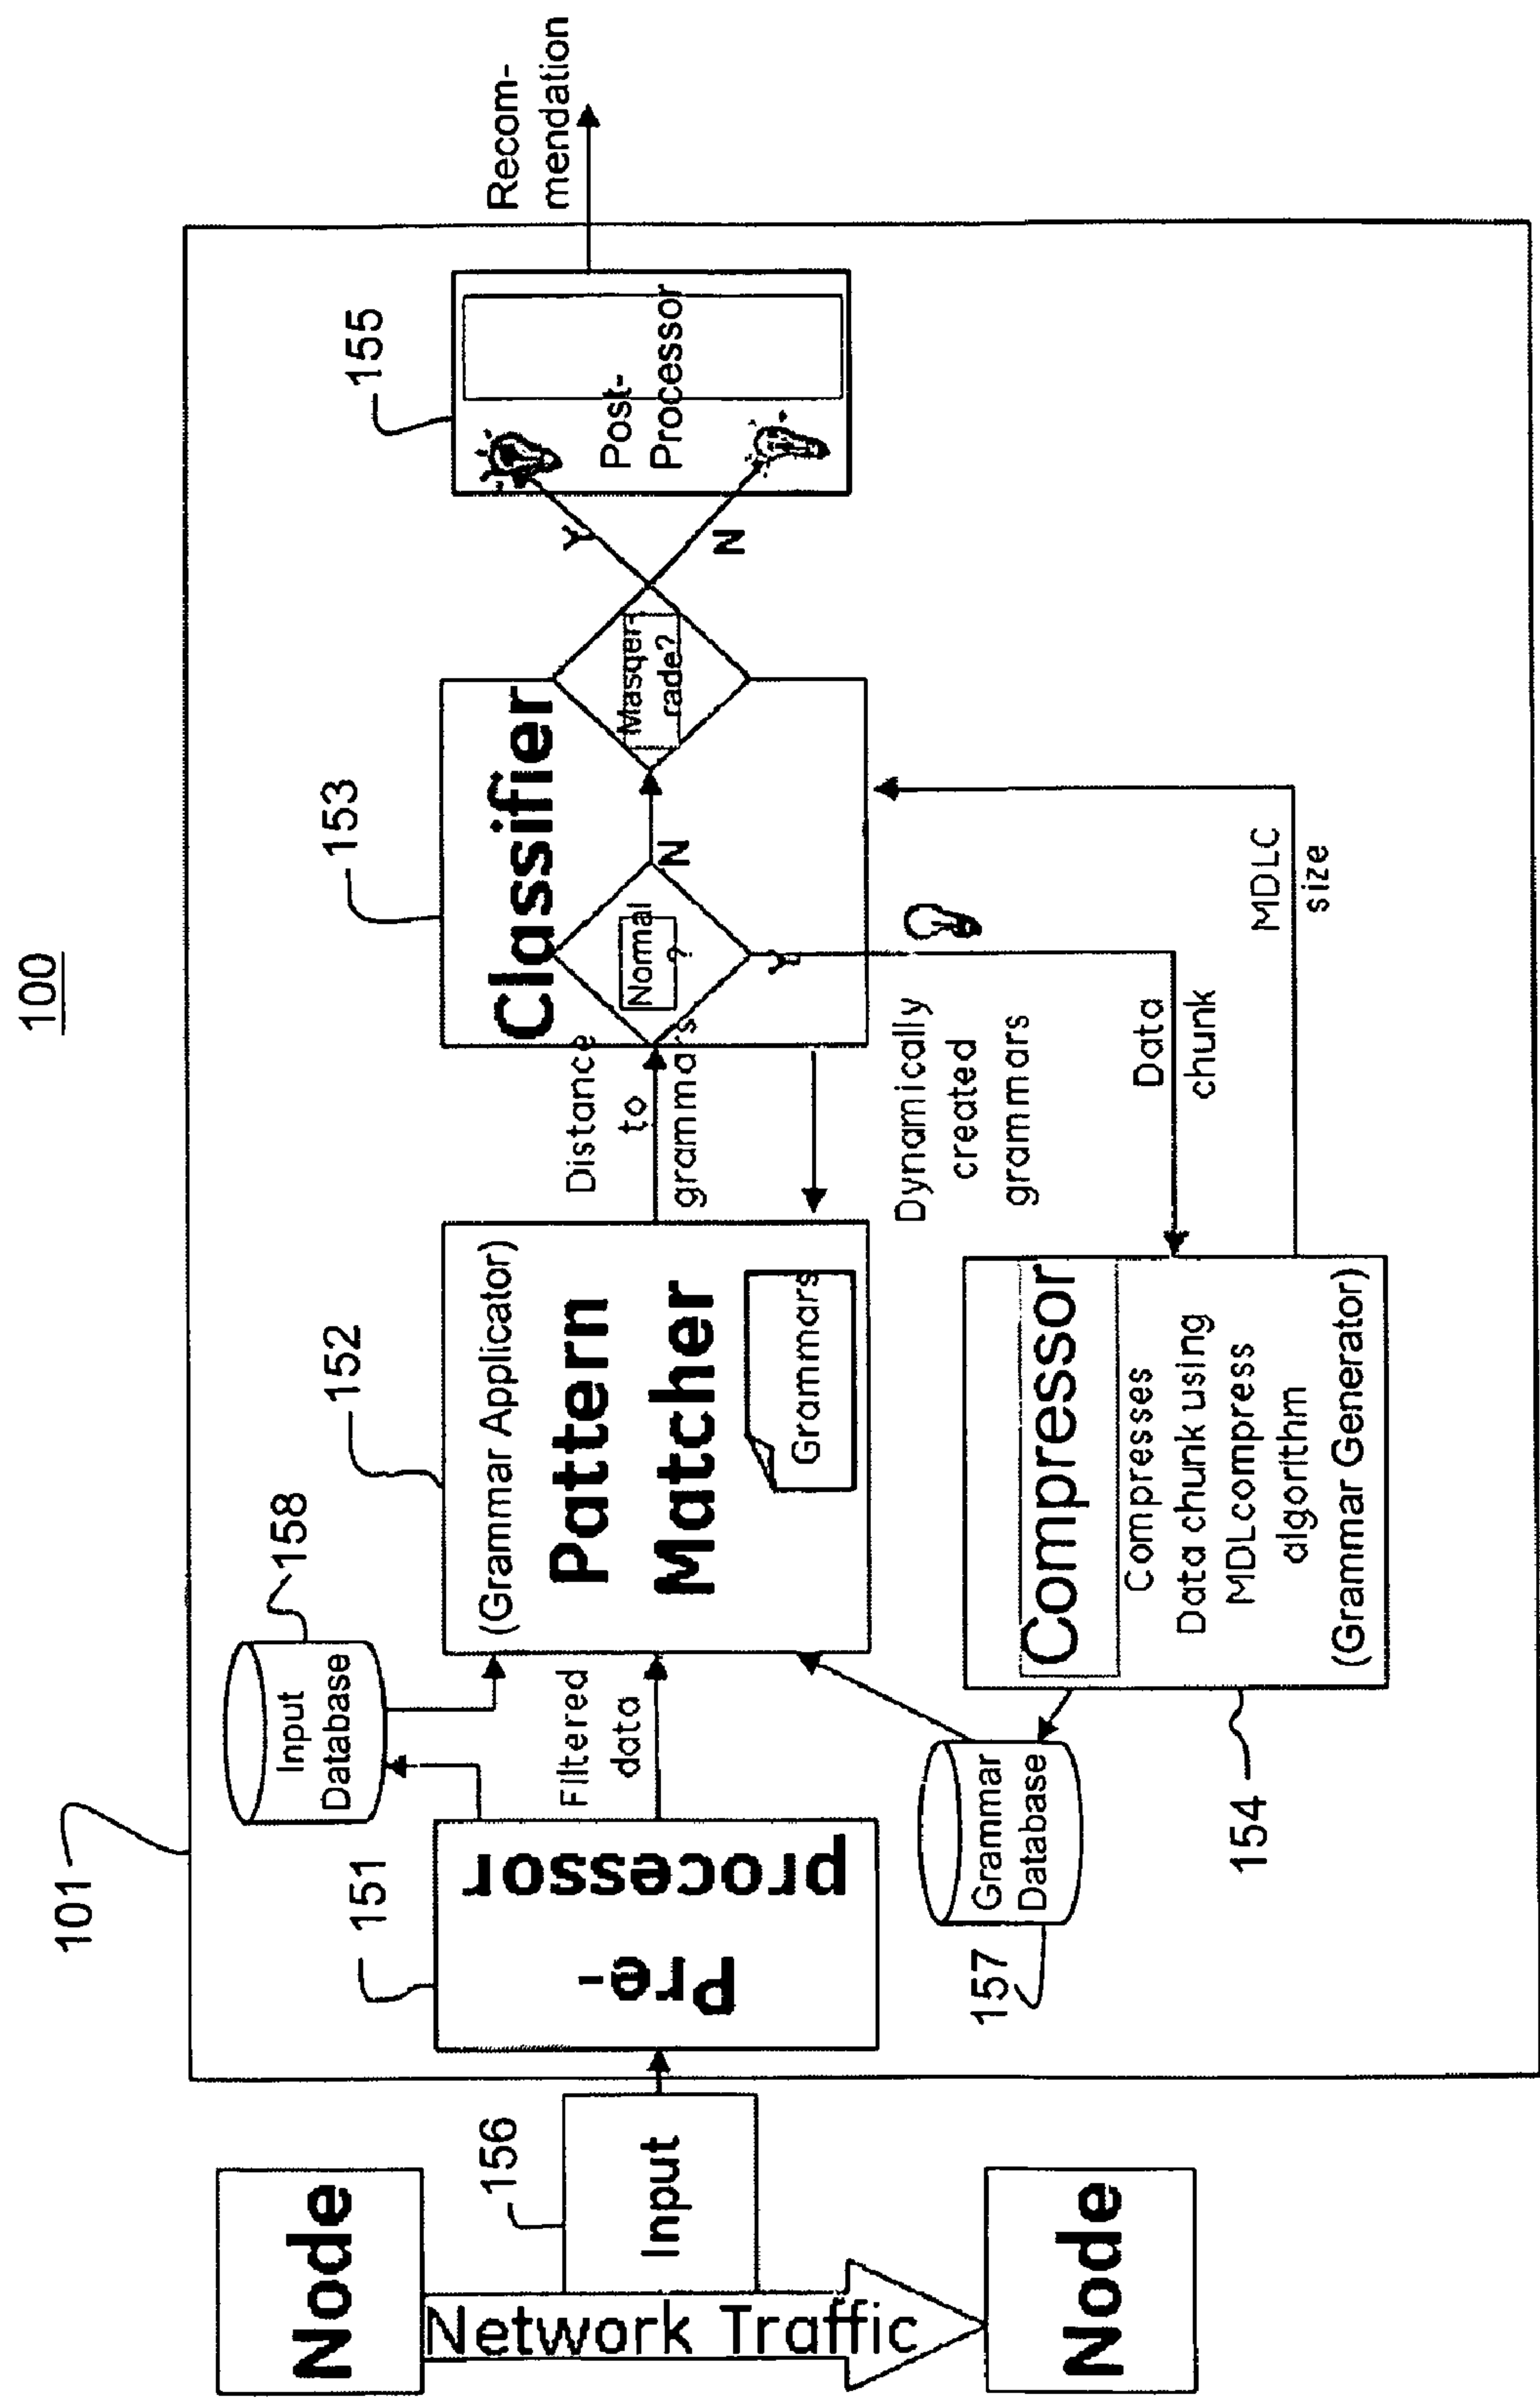 100
101
Node
Network Traffic
Node
156
Input
151
Pre-
processor
158
Input
Database
Filtered
data
152
(Grammar Applicator)
Pattern
Matcher
Grammars
Distance
to
grammars
153
Classifier
Normal
?
N
Y
Masqer-
rade?
Y
N
155
Post-
Processor
Recom-
mendation
Dynamically
created
grammars
Data
chunk
MDLC
size
Compressor
Compresses
Data chunk using
MDLcompress
algorithm
(Grammar Generator)
154
Grammar
Database
157